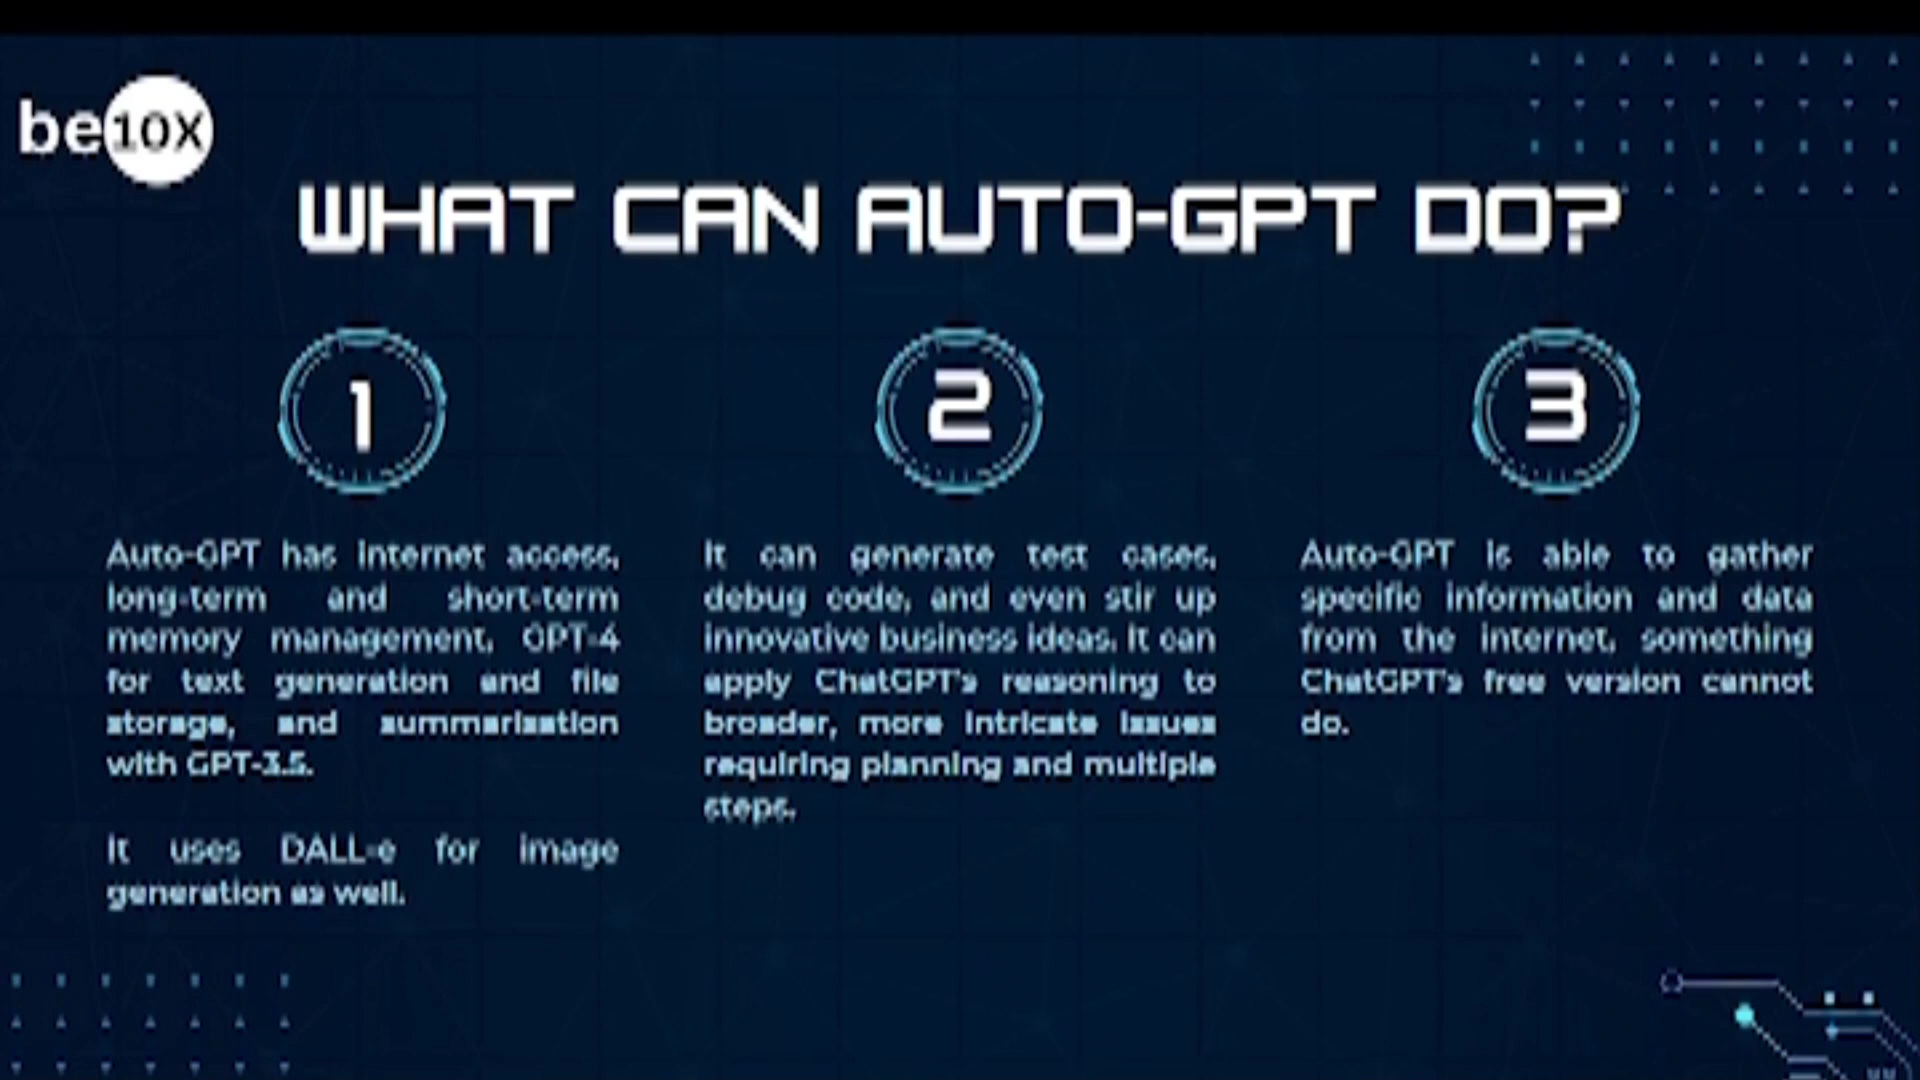 be10X
WHAT CAN AUTO-GPT DO?
1
Auto-GPT has internet access,
long-term and short-term
memory management, GPT-4
for text generation and file
storage, and summarisation
with GPT-3.5.
It uses DALL-e for image
generation as well.
2
It can generate test cases,
debug code, and even stir up
innovative business ideas. It can
apply ChatGPT's reasoning to
broader, more intricate issues
requiring planning and multiple
steps.
3
Auto-GPT is able to gather
specific information and data
from the internet, something
ChatGPT's free version cannot
do.